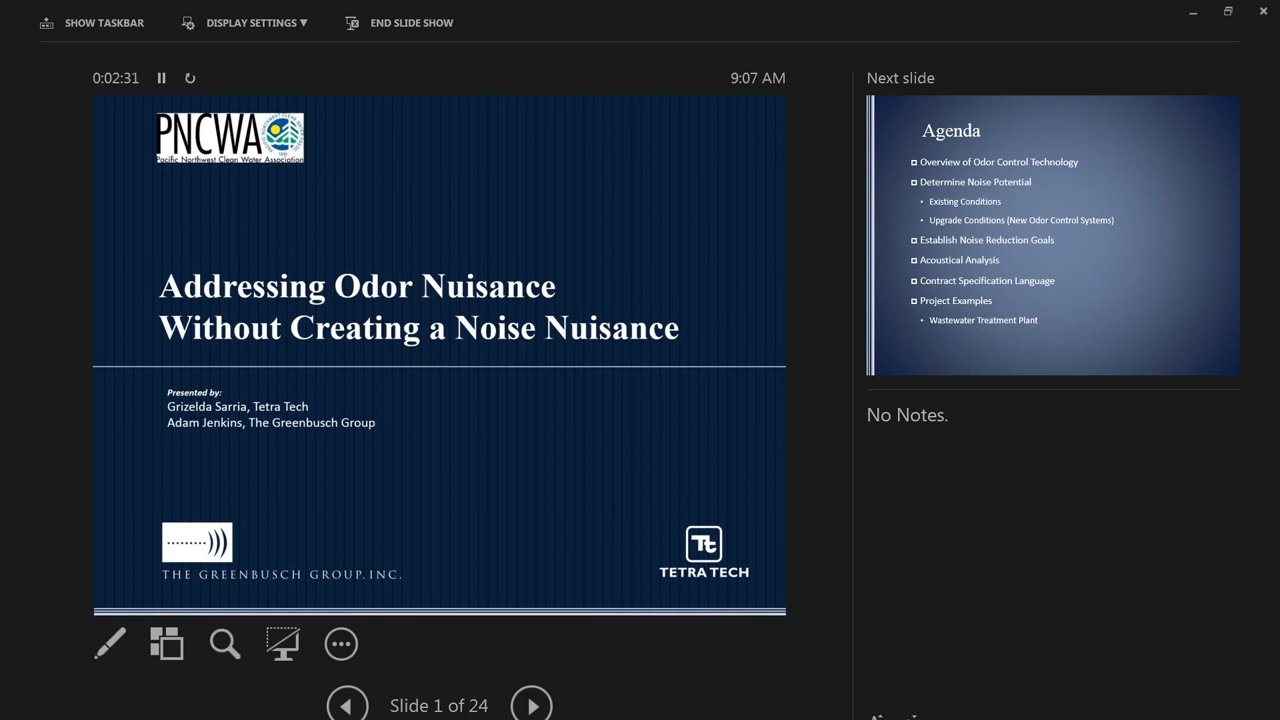 SHOW TASKBAR
DISPLAY SETTINGS ▼
END SLIDE SHOW
0:02:31
9:07 AM
PNCWA
Pacific Northwest Clean Water Association
Addressing Odor Nuisance
Without Creating a Noise Nuisance
Presented by:
Grizelda Sarria, Tetra Tech
Adam Jenkins, The Greenbusch Group
THE GREENBUSCH GROUP, INC.
Tt
TETRA TECH
Slide 1 of 24
Next slide
Agenda
Overview of Odor Control Technology
Determine Noise Potential
• Existing Conditions
• Upgrade Conditions (New Odor Control Systems)
Establish Noise Reduction Goals
Acoustical Analysis
Contract Specification Language
Project Examples
• Wastewater Treatment Plant
No Notes.